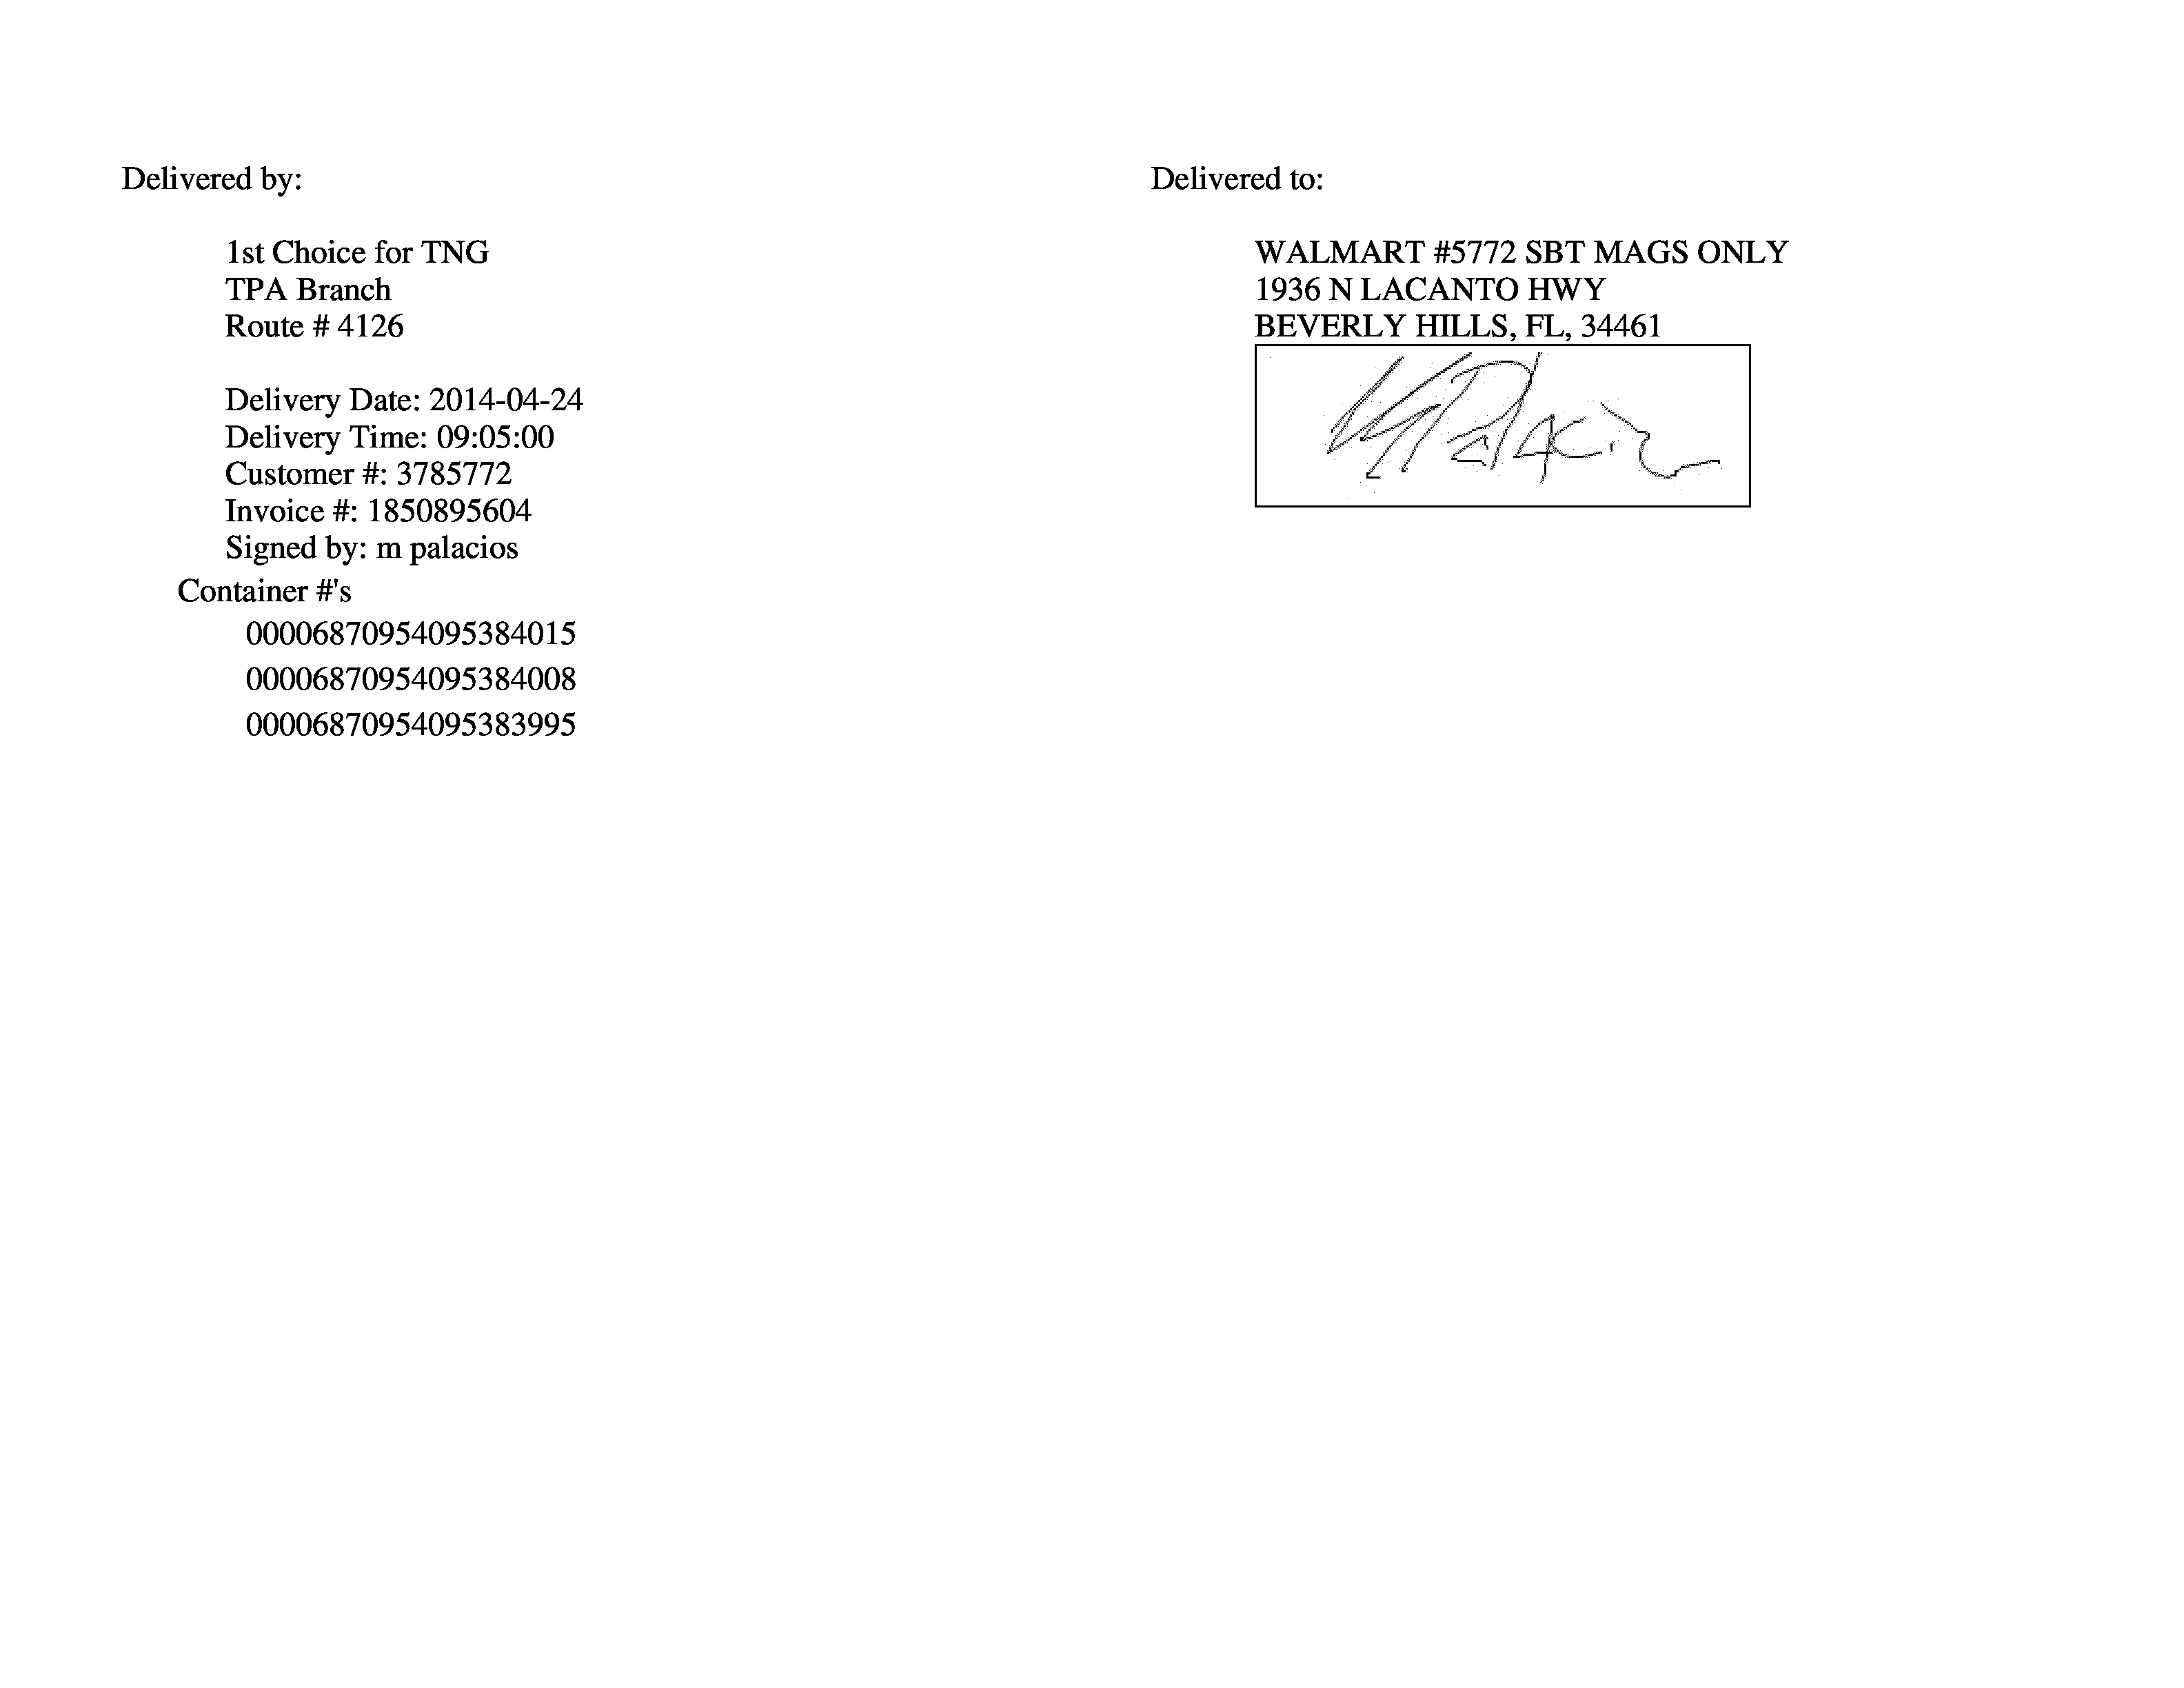 Delivered by:
1st Choice for TNG
TPA Branch
Route # 4126
Delivery Date: 2014-04-24
Delivery Time: 09:05:00
Customer #: 3785772
Invoice #: 1850895604
Signed by: m palacios
Container #'s
00006870954095384015
00006870954095384008
00006870954095383995
Delivered to:
WALMART #5772 SBT MAGS ONLY
1936 N LACANTO HWY
BEVERLY HILLS, FL, 34461